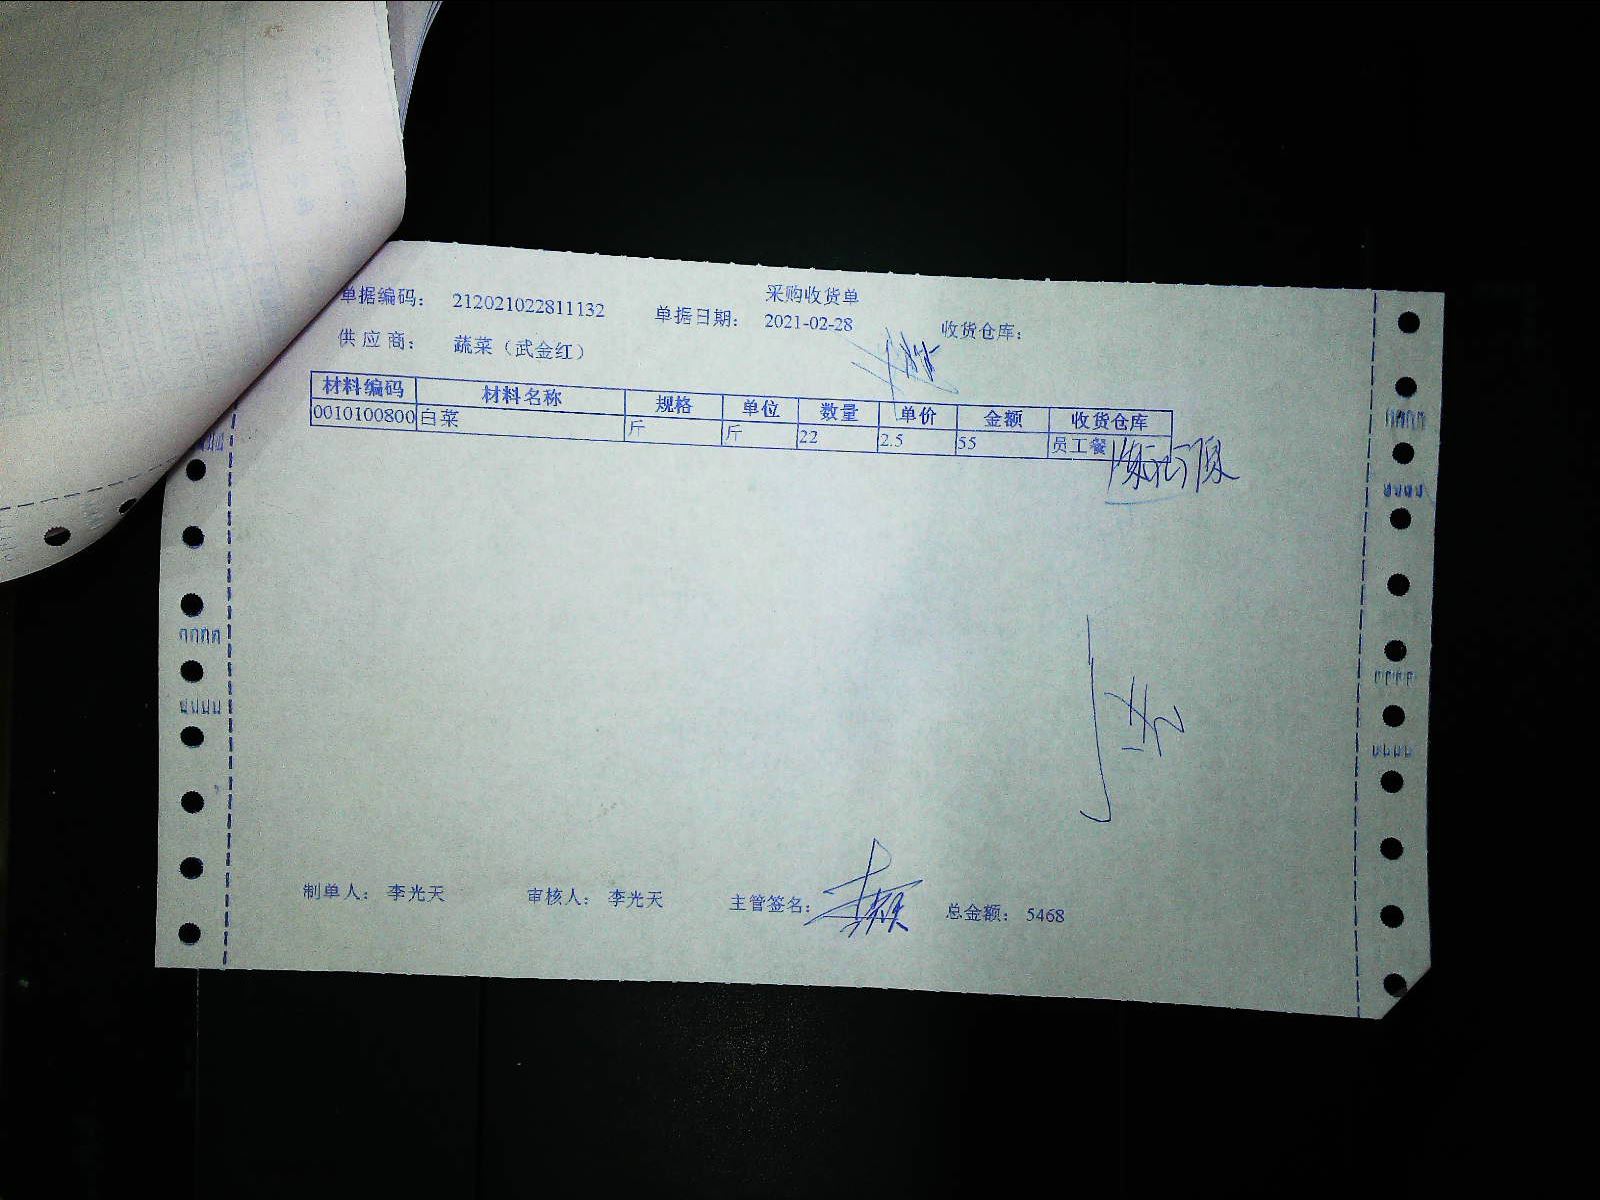 采购收货单
单据编码： 212021022811132 单据日期： 2021-02-28 收货仓库：
供应商： 蔬菜（武金红）
材料编码 材料名称 规格 单位 数量 单价 金额 收货仓库
0010100800 白菜 斤 斤 22 2.5 55 员工餐
制单人： 李光天 审核人： 李光天 主管签名： 总金额： 5468